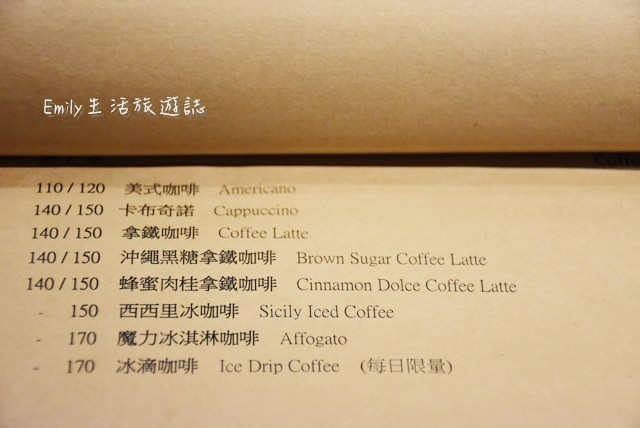 Emily生活旅遊誌
110 / 120 美式咖啡 Americano
140 / 150 卡布奇諾 Cappuccino
140 / 150 拿鐵咖啡 Coffee Latte
140 / 150 沖繩黑糖拿鐵咖啡 Brown Sugar Coffee Latte
140 / 150 蜂蜜肉桂拿鐵咖啡 Cinnamon Dolce Coffee Latte
- 150 西西里冰咖啡 Sicily Iced Coffee
- 170 魔力冰淇淋咖啡 Affogato
- 170 冰滴咖啡 Ice Drip Coffee (每日限量)